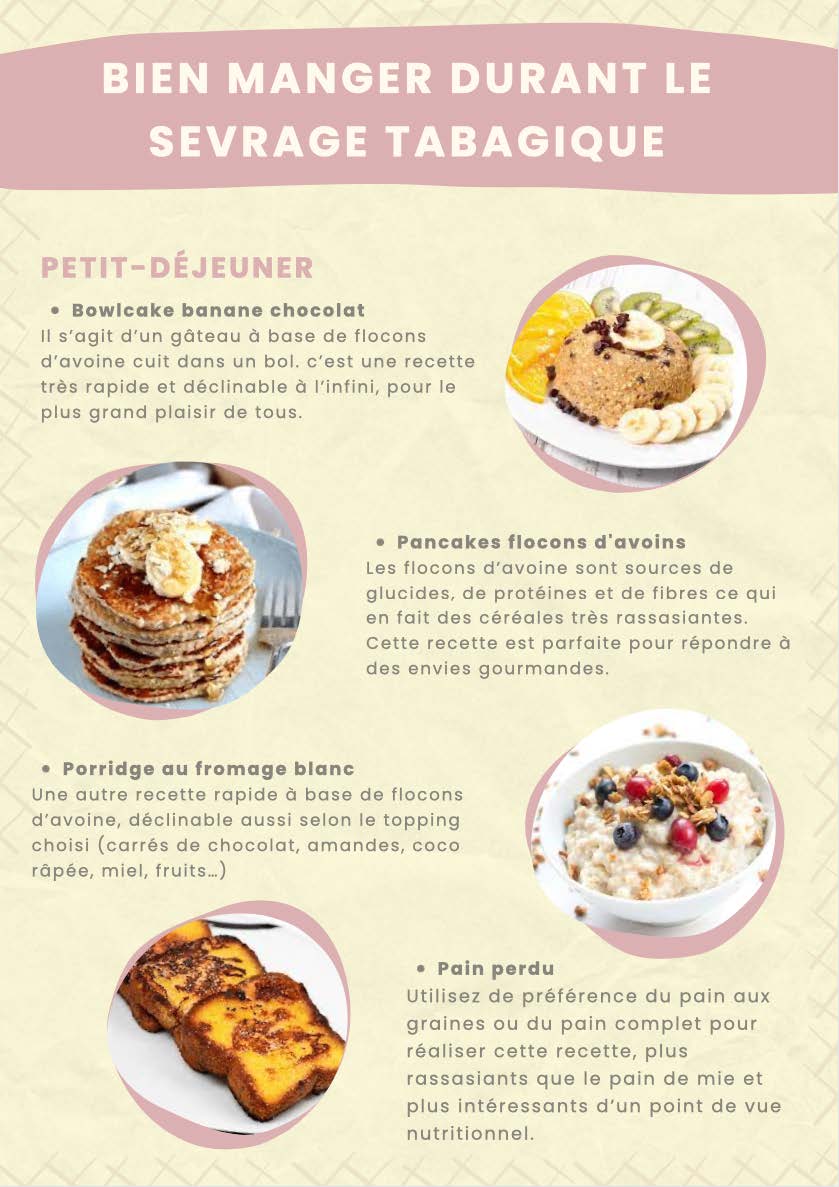 BIEN MANGER DURANT LE
SEVRAGE TABAGIQUE
PETIT-DÉJEUNER
• Bowlcake banane chocolat
Il s’agit d’un gâteau à base de flocons
d’avoine cuit dans un bol. c’est une recette
très rapide et déclinable à l’infini, pour le
plus grand plaisir de tous.
• Pancakes flocons d'avoins
Les flocons d’avoine sont sources de
glucides, de protéines et de fibres ce qui
en fait des céréales très rassasiantes.
Cette recette est parfaite pour répondre à
des envies gourmandes.
• Porridge au fromage blanc
Une autre recette rapide à base de flocons
d’avoine, déclinable aussi selon le topping
choisi (carrés de chocolat, amandes, coco
râpée, miel, fruits…)
• Pain perdu
Utilisez de préférence du pain aux
graines ou du pain complet pour
réaliser cette recette, plus
rassasiants que le pain de mie et
plus intéressants d’un point de vue
nutritionnel.